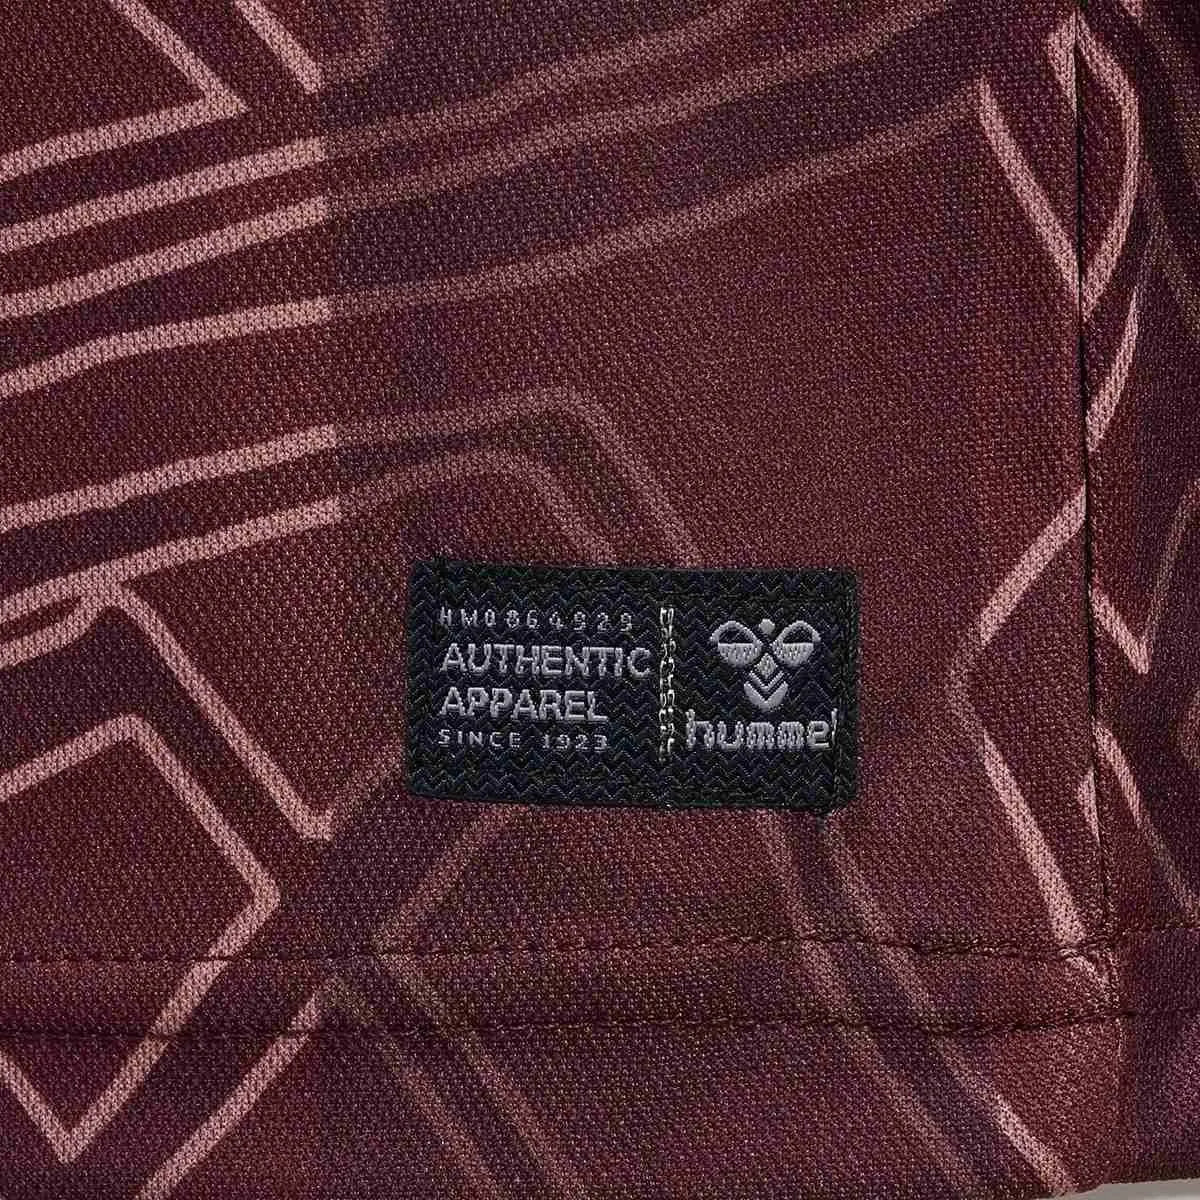 HM0864929
AUTHENTIC
APPAREL
SINCE 1923
hummel